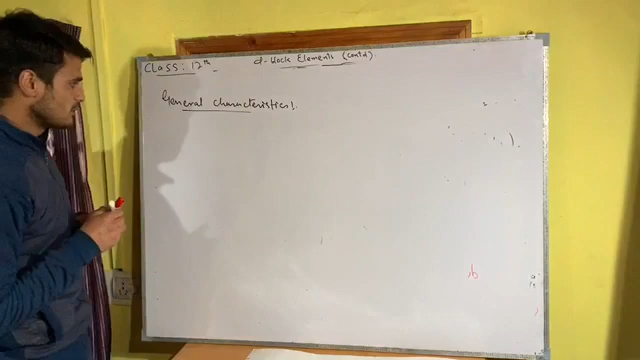 Class: 12th
d-block Elements (contd)
General characteristics:
b